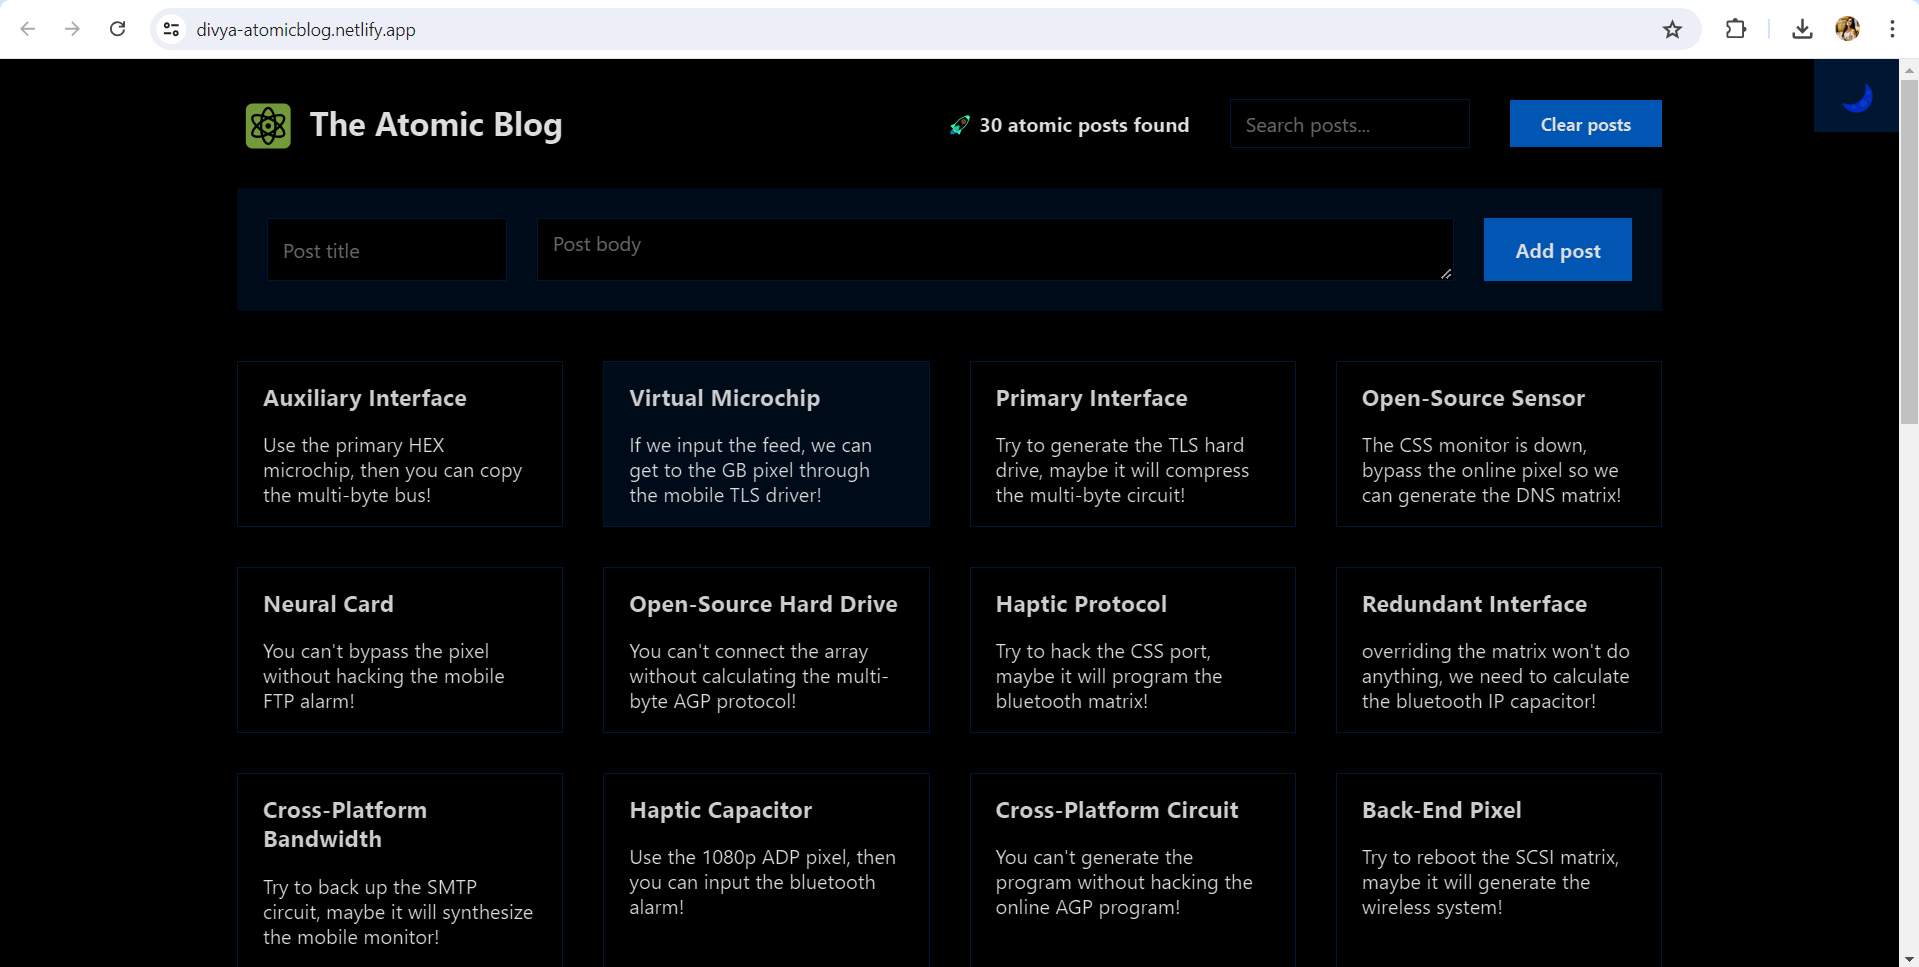 divya-atomicblog.netlify.app
The Atomic Blog
30 atomic posts found
Search posts...
Clear posts
Post title
Post body
Add post
Auxiliary Interface
Use the primary HEX
microchip, then you can copy
the multi-byte bus!
Virtual Microchip
If we input the feed, we can
get to the GB pixel through
the mobile TLS driver!
Primary Interface
Try to generate the TLS hard
drive, maybe it will compress
the multi-byte circuit!
Open-Source Sensor
The CSS monitor is down,
bypass the online pixel so we
can generate the DNS matrix!
Neural Card
You can't bypass the pixel
without hacking the mobile
FTP alarm!
Open-Source Hard Drive
You can't connect the array
without calculating the multi-
byte AGP protocol!
Haptic Protocol
Try to hack the CSS port,
maybe it will program the
bluetooth matrix!
Redundant Interface
overriding the matrix won't do
anything, we need to calculate
the bluetooth IP capacitor!
Cross-Platform
Bandwidth
Try to back up the SMTP
circuit, maybe it will synthesize
the mobile monitor!
Haptic Capacitor
Use the 1080p ADP pixel, then
you can input the bluetooth
alarm!
Cross-Platform Circuit
You can't generate the
program without hacking the
online AGP program!
Back-End Pixel
Try to reboot the SCSI matrix,
maybe it will generate the
wireless system!